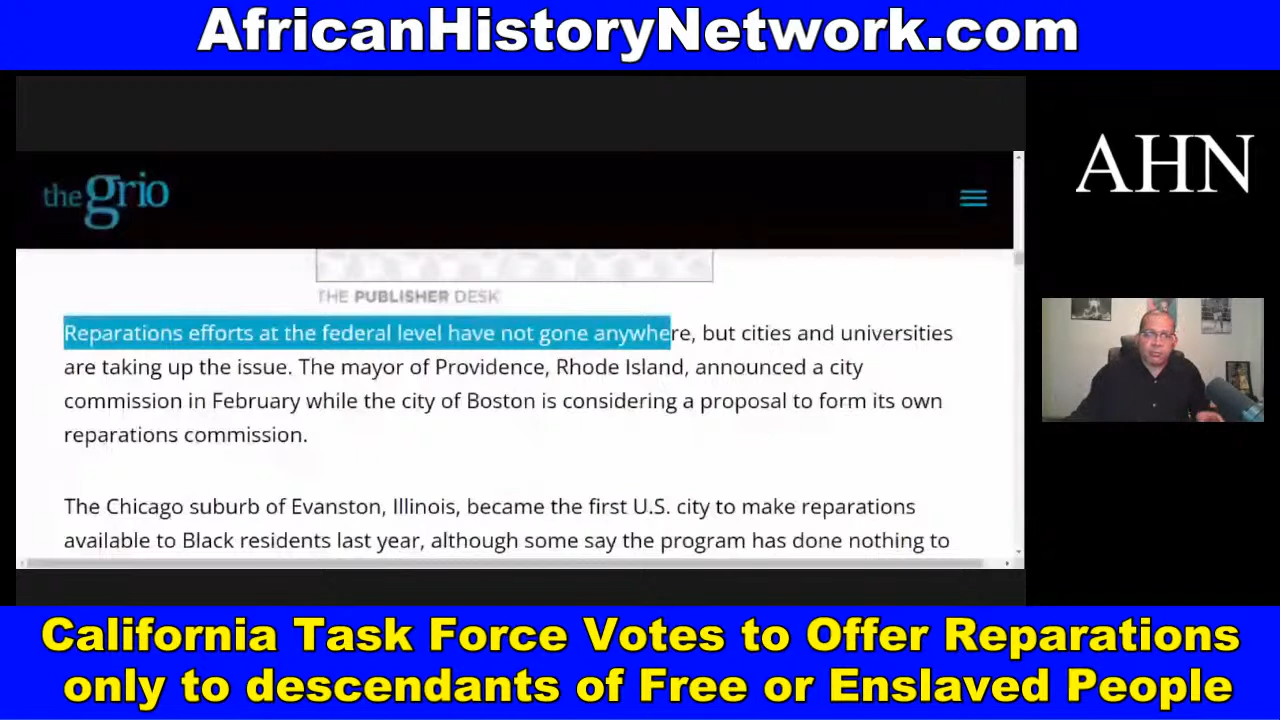 AfricanHistoryNetwork.com
AHN
the grio
THE PUBLISHER DESK
Reparations efforts at the federal level have not gone anywhere, but cities and universities
are taking up the issue. The mayor of Providence, Rhode Island, announced a city
commission in February while the city of Boston is considering a proposal to form its own
reparations commission.
The Chicago suburb of Evanston, Illinois, became the first U.S. city to make reparations
available to Black residents last year, although some say the program has done nothing to
California Task Force Votes to Offer Reparations
only to descendants of Free or Enslaved People